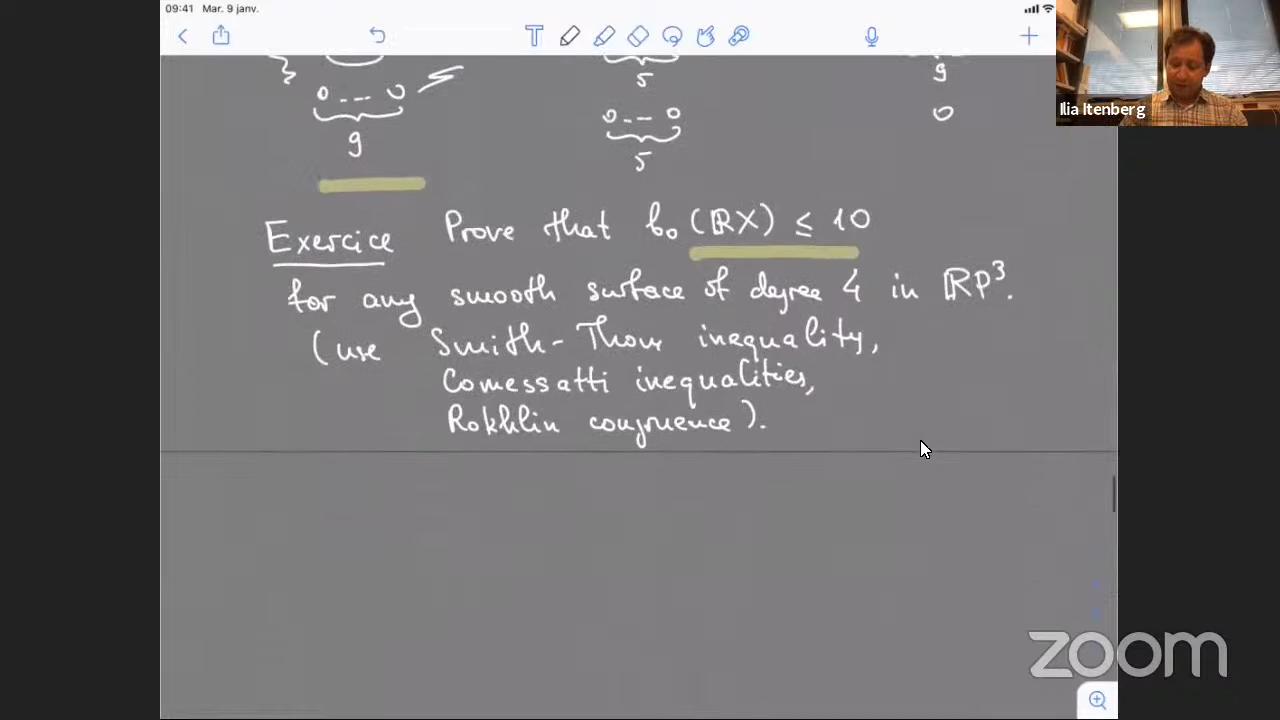 09:41 Mar. 9 janv.
Ilia Itenberg
5
9
o . -- o
5
o
o . -- o
9
Exercice Prove that b₀ (ℝX) ≤ 10
for any smooth surface of degree 4 in ℝP³.
(use Smith-Thom inequality,
Comessatti inequalities,
Rokhlin congruence).
zoom